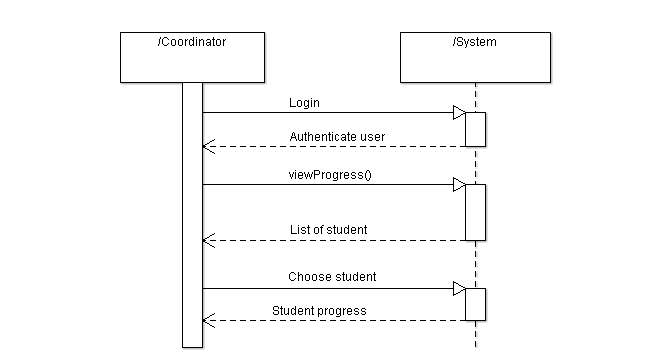 /Coordinator
/System
Login
Authenticate user
viewProgress()
List of student
Choose student
Student progress